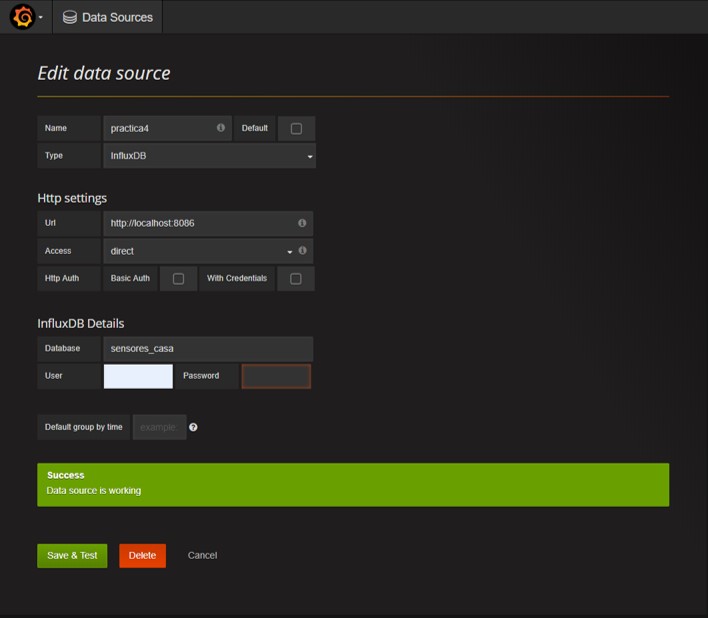 Data Sources
Edit data source
Name practica4 Default
Type InfluxDB
Http settings
Url http://localhost:8086
Access direct
Http Auth Basic Auth With Credentials
InfluxDB Details
Database sensores_casa
User Password
Default group by time example:
Success
Data source is working
Save & Test Delete Cancel